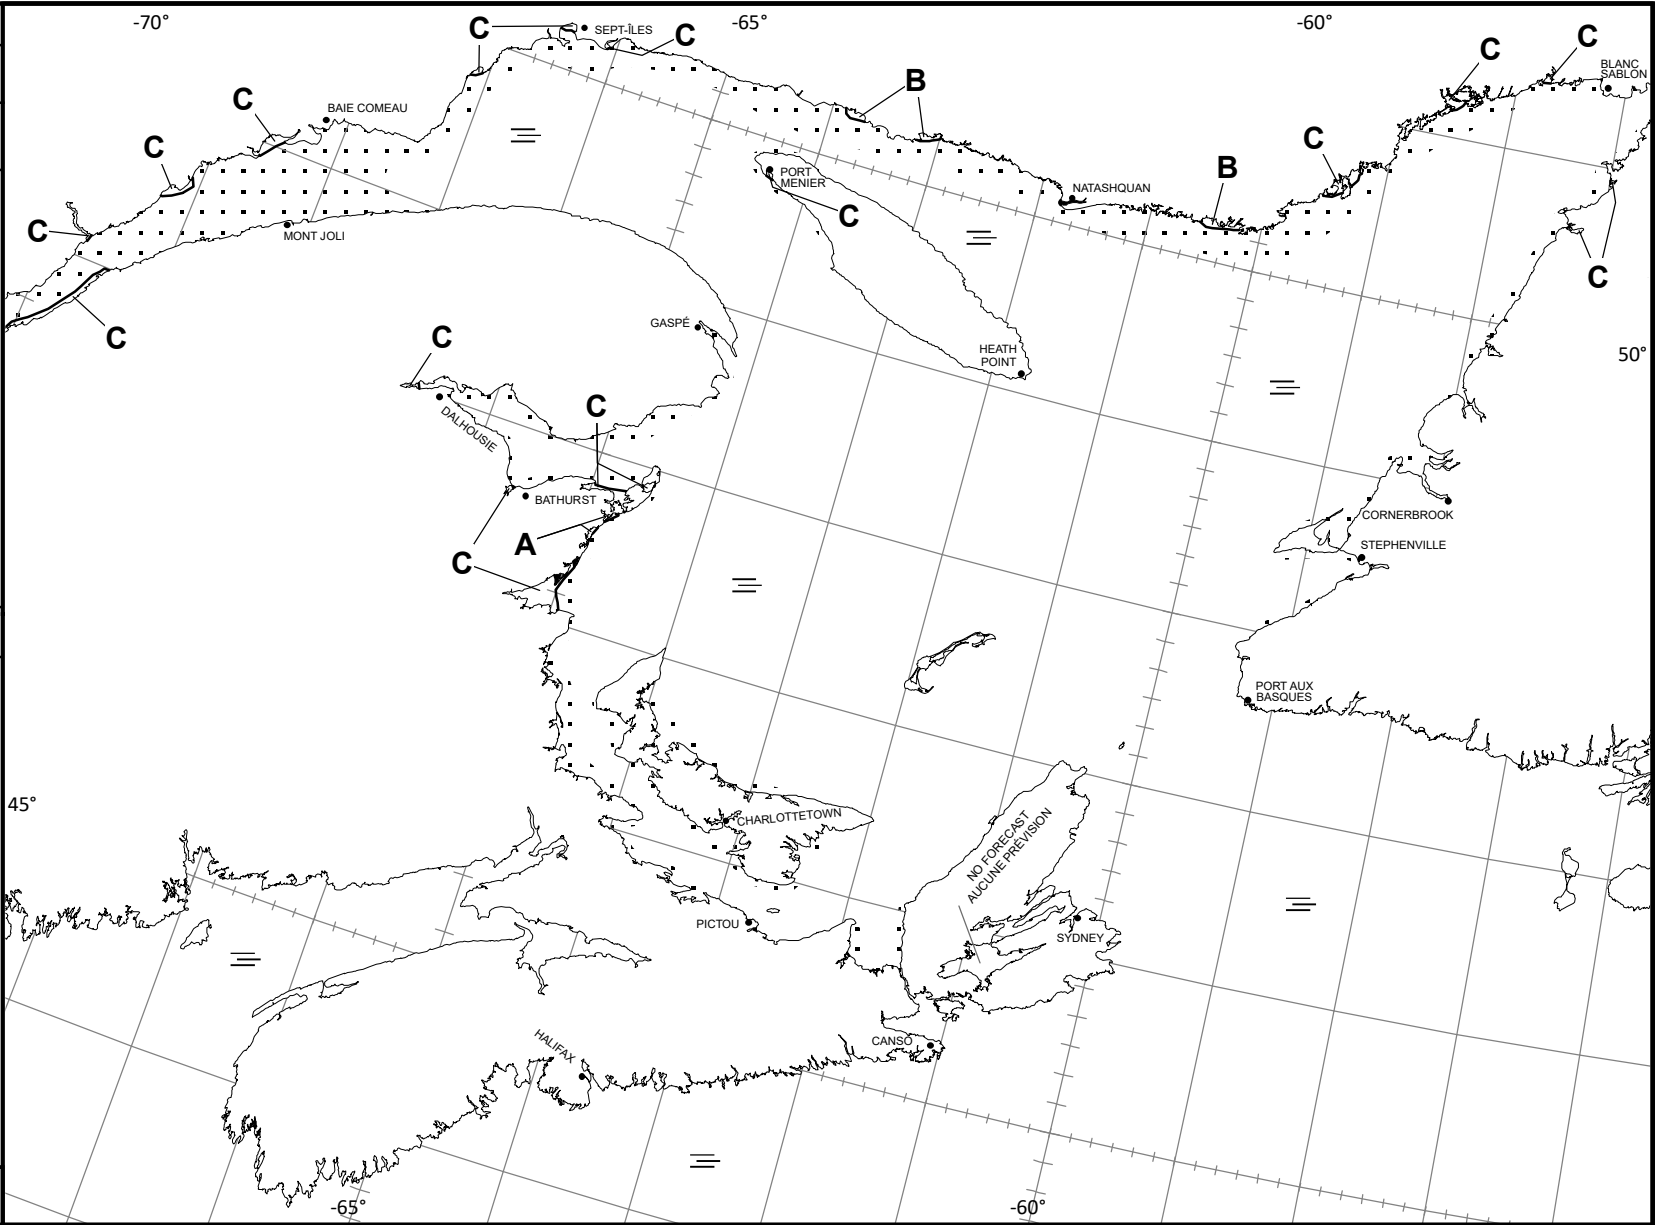 -70°
-65°
-60°
C
SEPT-ÎLES
C
C
C
BLANC
SABLON
B
C
BAIE COMEAU
C
C
B
PORT
MENIER
NATASHQUAN
C
C
MONT JOLI
C
C
GASPÉ
C
C
HEATH
POINT
50°
DALHOUSIE
C
BATHURST
A
C
CORNERBROOK
STEPHENVILLE
PORT AUX
BASQUES
45°
CHARLOTTETOWN
NO FORECAST
AUCUNE PRÉVISION
PICTOU
SYDNEY
HALIFAX
CANSO
-65°
-60°